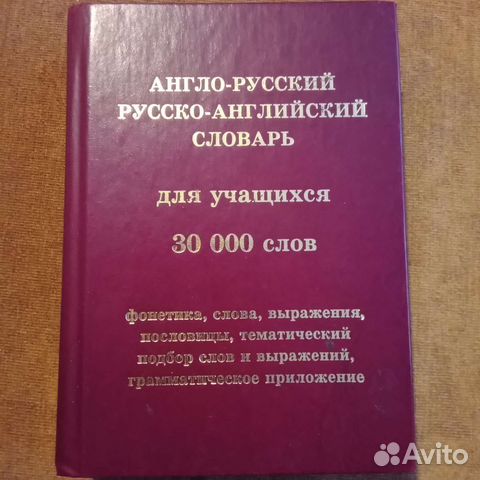 АНГЛО-РУССКИЙ
РУССКО-АНГЛИЙСКИЙ
СЛОВАРЬ
для учащихся
30 000 слов
фонетика, слова, выражения,
пословицы, тематический
подбор слов и выражений,
грамматическое приложение
Avito